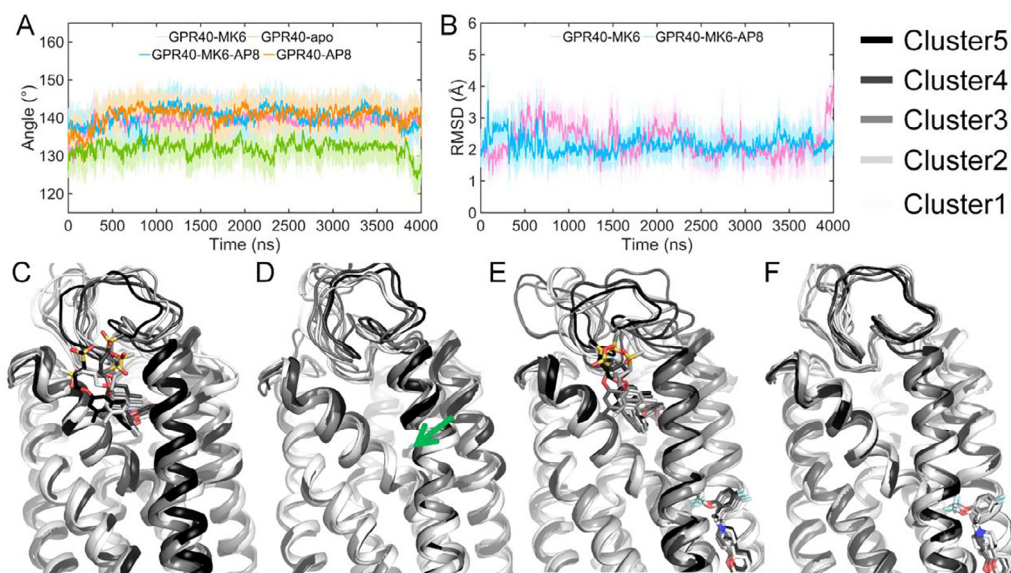 A
GPR40-MK6 GPR40-apo
GPR40-MK6-AP8 GPR40-AP8
Angle (°)
150
140
130
120
0 500 1000 1500 2000 2500 3000 3500 4000
Time (ns)
B
GPR40-MK6 GPR40-MK6-AP8
RMSD (Å)
6
5
4
3
2
1
0
0 500 1000 1500 2000 2500 3000 3500 4000
Time (ns)
Cluster5
Cluster4
Cluster3
Cluster2
Cluster1
C
D
E
F